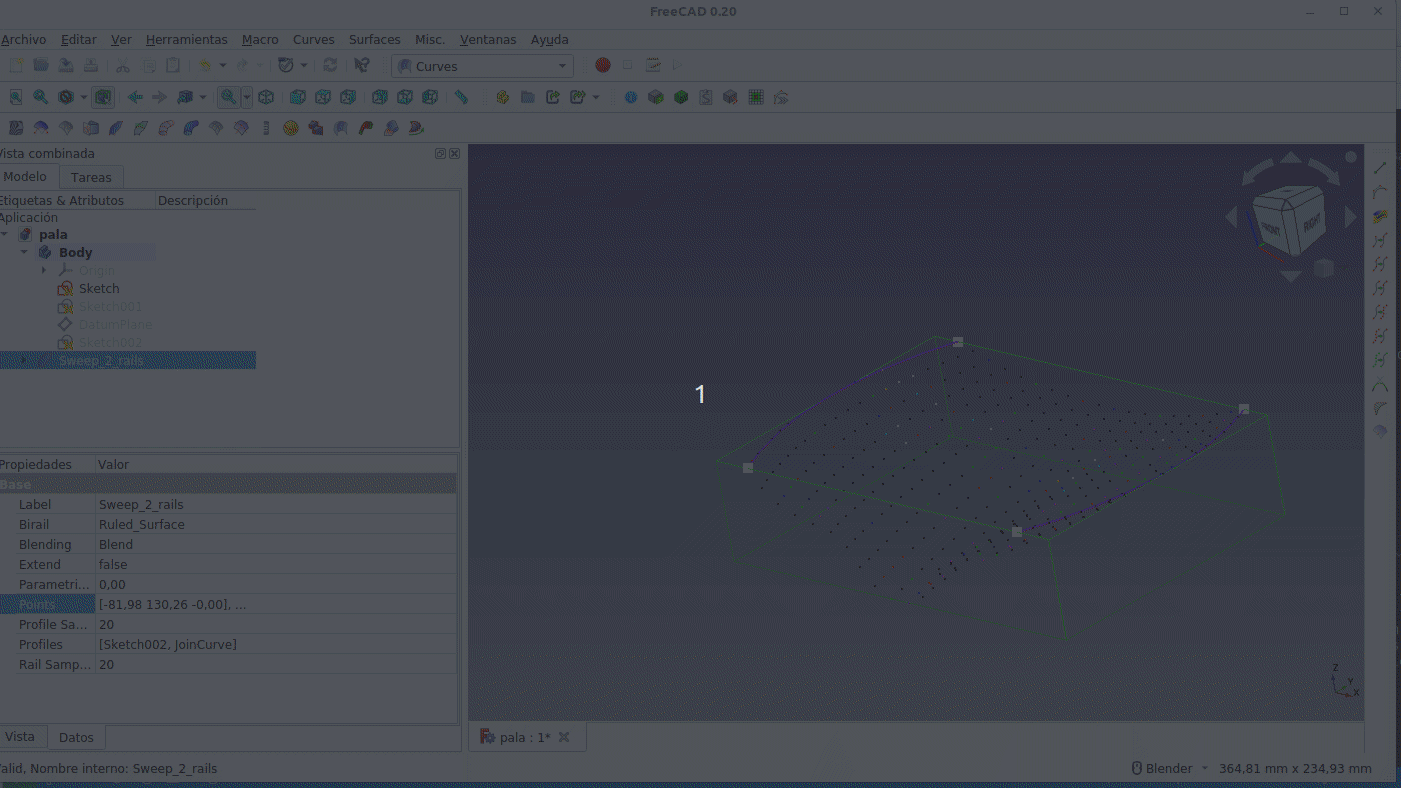 FreeCAD 0.20
Archivo Editar Ver Herramientas Macro Curves Surfaces Misc. Ventanas Ayuda
Curves
Vista combinada
Modelo Tareas
Etiquetas & Atributos Descripción
Aplicación
pala
Body
Origin
Sketch
Sketch001
DatumPlane
Sketch002
Sweep_2_rails
1
FRONT RIGHT
Propiedades Valor
Base
Label Sweep_2_rails
Birail Ruled_Surface
Blending Blend
Extend false
Parametri... 0,00
Points [-81,98 130,26 -0,00], ...
Profile Sa... 20
Profiles [Sketch002, JoinCurve]
Rail Samp... 20
Z
Y
X
Vista Datos
pala : 1*
alid, Nombre interno: Sweep_2_rails
Blender 364,81 mm x 234,93 mm